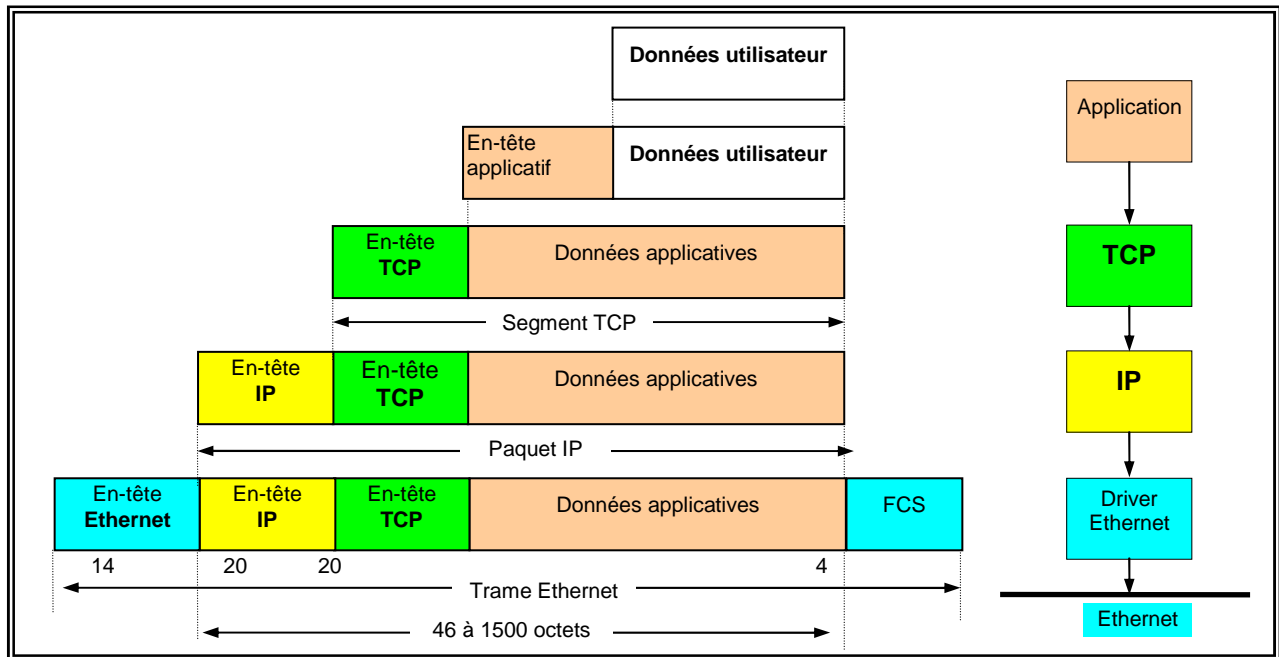 Données utilisateur
Application
En-tête
applicatif
Données utilisateur
En-tête
TCP
Données applicatives
TCP
Segment TCP
En-tête
IP
En-tête
TCP
Données applicatives
IP
Paquet IP
En-tête
Ethernet
En-tête
IP
En-tête
TCP
Données applicatives
FCS
Driver
Ethernet
14
20
20
4
Trame Ethernet
Ethernet
46 à 1500 octets